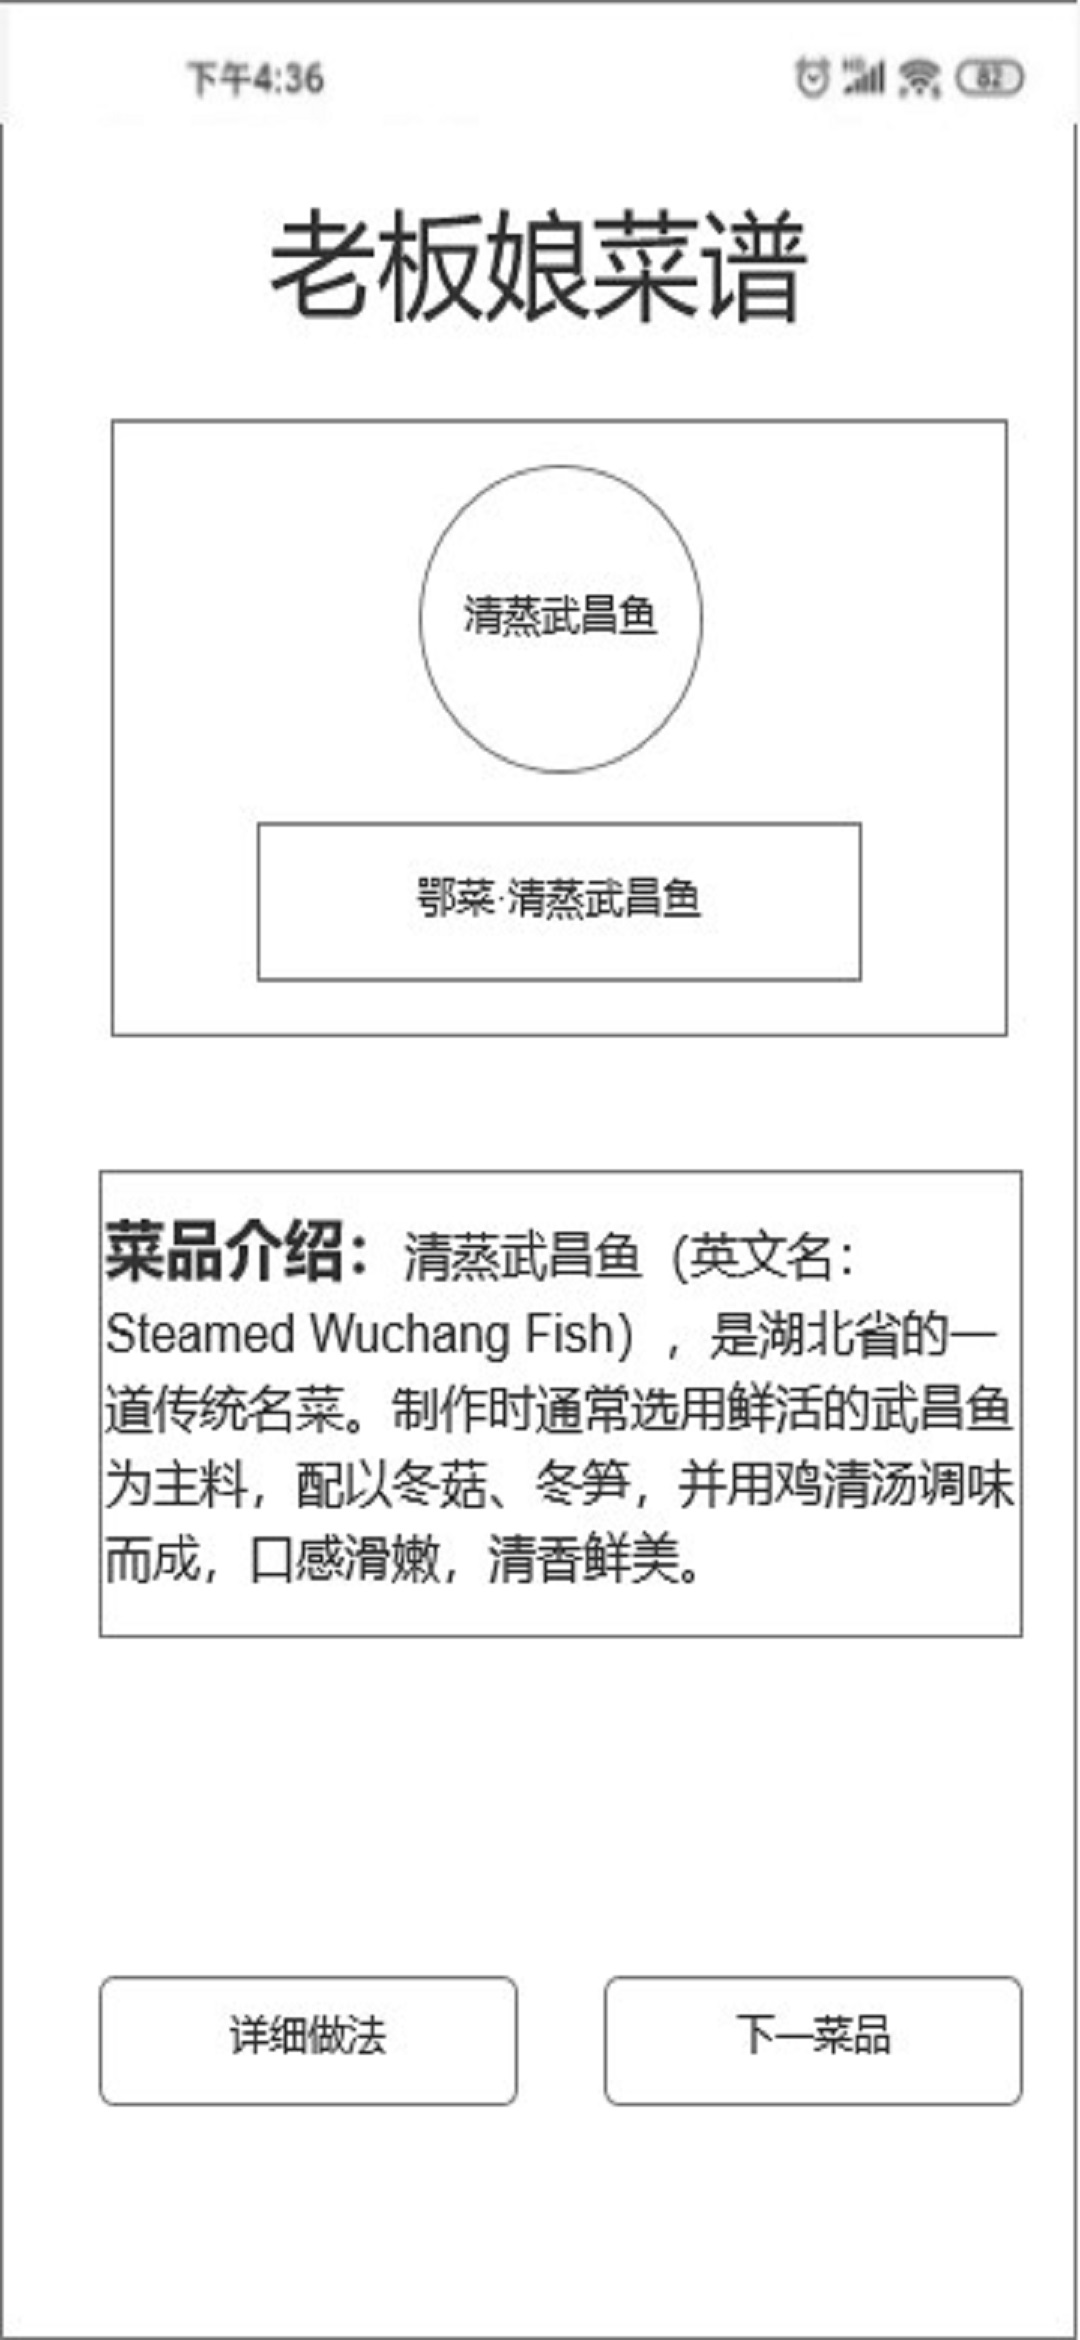 下午4:36
HD
82
老板娘菜谱
清蒸武昌鱼
鄂菜·清蒸武昌鱼
菜品介绍：清蒸武昌鱼（英文名：
Steamed Wuchang Fish），是湖北省的一
道传统名菜。制作时通常选用鲜活的武昌鱼
为主料，配以冬菇、冬笋，并用鸡清汤调味
而成，口感滑嫩，清香鲜美。
详细做法
下一菜品